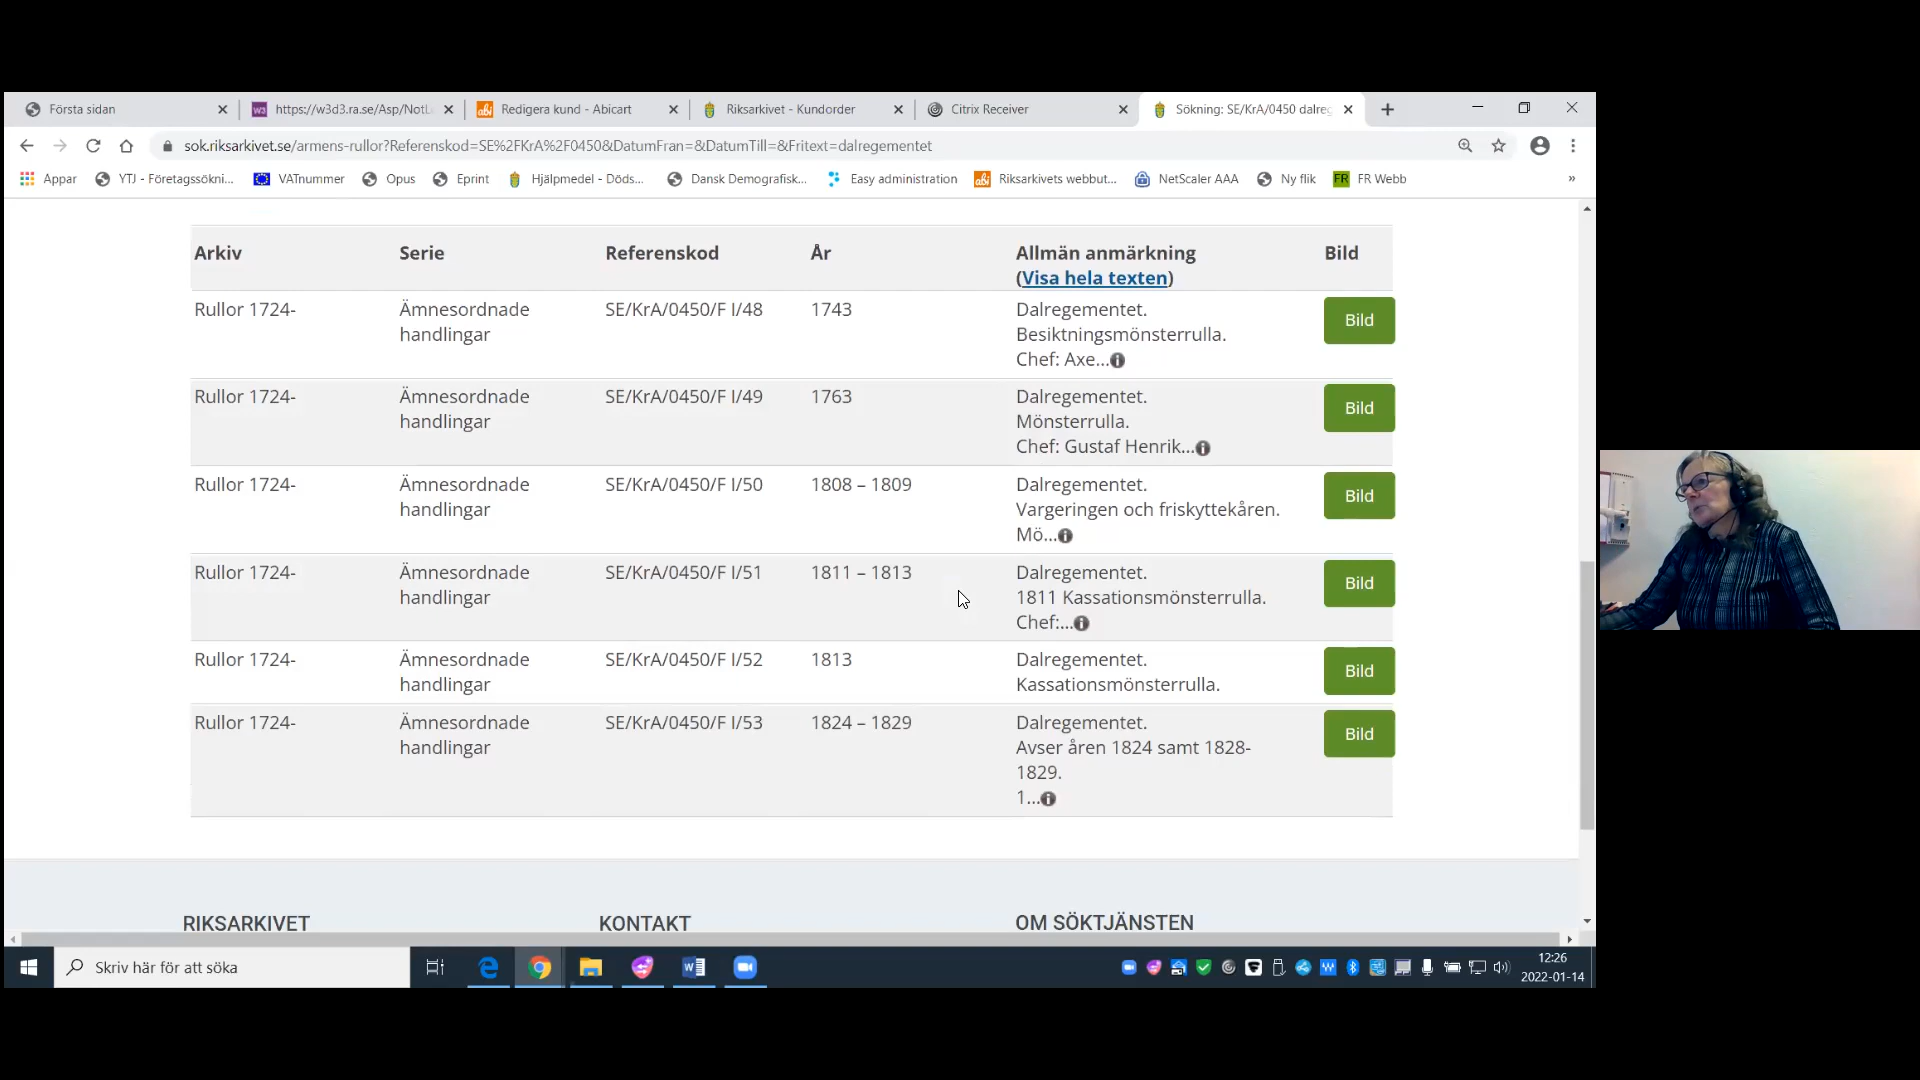 Första sidan
https://w3d3.ra.se/Asp/NotL
Redigera kund - Abicart
Riksarkivet - Kundorder
Citrix Receiver
Sökning: SE/KrA/0450 dalreg
sok.riksarkivet.se/armens-rullor?Referenskod=SE%2FKrA%2F0450&DatumFran=&DatumTill=&Fritext=dalregementet
Appar
YTJ - Företagssökni...
VATnummer
Opus
Eprint
Hjälpmedel - Döds...
Dansk Demografisk...
Easy administration
Riksarkivets webbut...
NetScaler AAA
Ny flik
FR FR Webb
»
Arkiv Serie Referenskod År Allmän anmärkning Bild
(Visa hela texten)
Rullor 1724- Ämnesordnade SE/KrA/0450/F I/48 1743 Dalregementet. Bild
handlingar Besiktningsmönsterrulla.
Chef: Axe...
Rullor 1724- Ämnesordnade SE/KrA/0450/F I/49 1763 Dalregementet. Bild
handlingar Mönsterrulla.
Chef: Gustaf Henrik...
Rullor 1724- Ämnesordnade SE/KrA/0450/F I/50 1808 – 1809 Dalregementet. Bild
handlingar Vargeringen och friskyttekåren.
Mö...
Rullor 1724- Ämnesordnade SE/KrA/0450/F I/51 1811 – 1813 Dalregementet. Bild
handlingar 1811 Kassationsmönsterrulla.
Chef:...
Rullor 1724- Ämnesordnade SE/KrA/0450/F I/52 1813 Dalregementet. Bild
handlingar Kassationsmönsterrulla.
Rullor 1724- Ämnesordnade SE/KrA/0450/F I/53 1824 – 1829 Dalregementet. Bild
handlingar Avser åren 1824 samt 1828-
1829.
1...
RIKSARKIVET KONTAKT OM SÖKTJÄNSTEN
Skriv här för att söka
12:26
2022-01-14